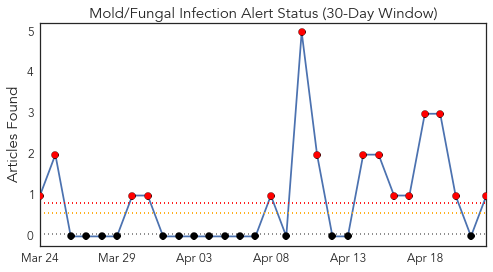 Mold/Fungal Infection Alert Status (30-Day Window)
Articles Found
5
4
3
2
1
0
Mar 24 Mar 29 Apr 03 Apr 08 Apr 13 Apr 18